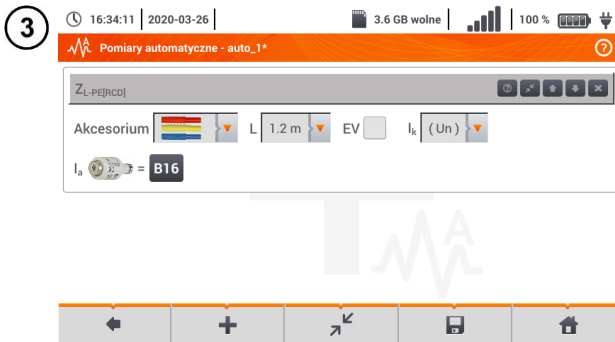 3
16:34:11 2020-03-26 3.6 GB wolne 100 %
Pomiary automatyczne - auto_1* ?
Z L-PE[RCD] ?
Akcesorium L 1.2 m EV Ik ( Un )
Ia = B16